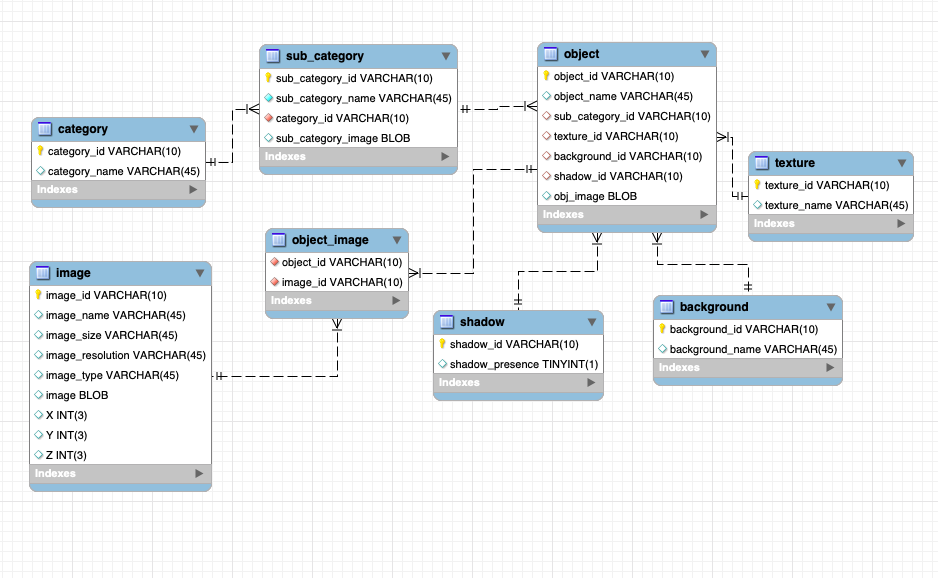 category
category_id VARCHAR(10)
category_name VARCHAR(45)
Indexes
sub_category
sub_category_id VARCHAR(10)
sub_category_name VARCHAR(45)
category_id VARCHAR(10)
sub_category_image BLOB
Indexes
object
object_id VARCHAR(10)
object_name VARCHAR(45)
sub_category_id VARCHAR(10)
texture_id VARCHAR(10)
background_id VARCHAR(10)
shadow_id VARCHAR(10)
obj_image BLOB
Indexes
texture
texture_id VARCHAR(10)
texture_name VARCHAR(45)
Indexes
object_image
object_id VARCHAR(10)
image_id VARCHAR(10)
Indexes
image
image_id VARCHAR(10)
image_name VARCHAR(45)
image_size VARCHAR(45)
image_resolution VARCHAR(45)
image_type VARCHAR(45)
image BLOB
X INT(3)
Y INT(3)
Z INT(3)
Indexes
shadow
shadow_id VARCHAR(10)
shadow_presence TINYINT(1)
Indexes
background
background_id VARCHAR(10)
background_name VARCHAR(45)
Indexes